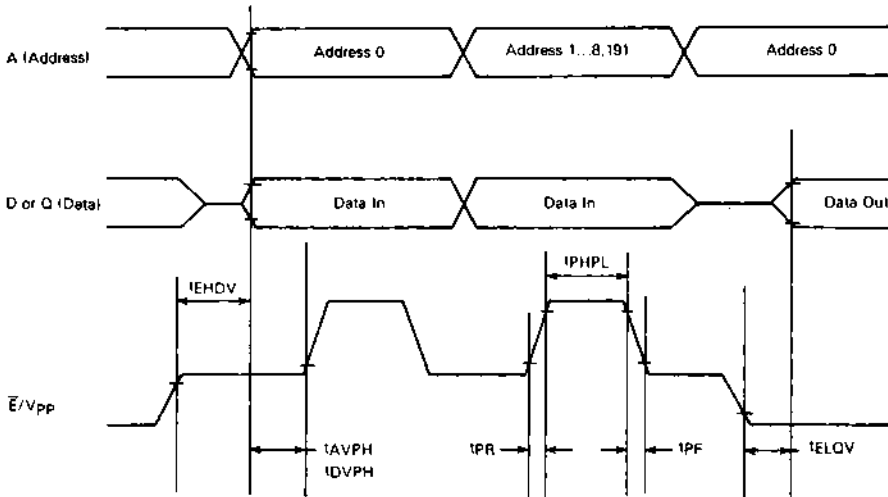 A (Address)
Address 0
Address 1...8,191
Address 0
D or Q (Data)
Data In
Data In
Data Out
tEHDV
tPHPL
E̅/VPP
tAVPH
tDVPH
tPR
tPF
tELQV